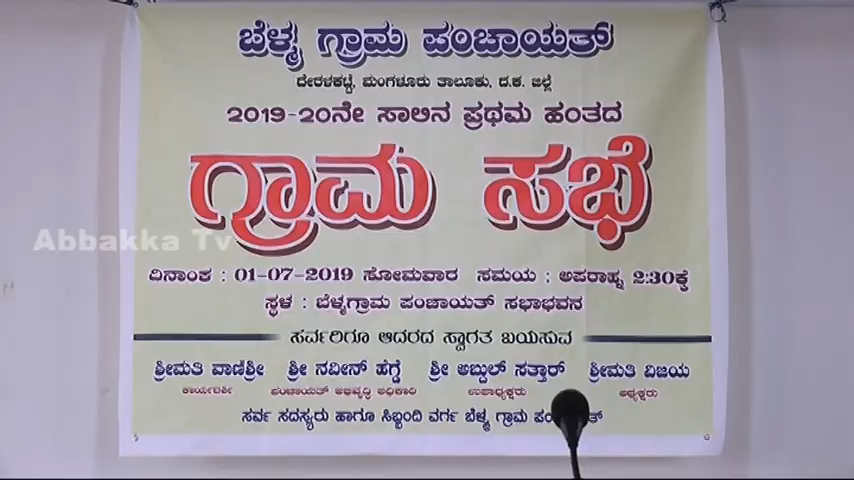 ಬೆಳ್ಮ ಗ್ರಾಮ ಪಂಚಾಯತ್
ದೇರಳಕಟ್ಟೆ, ಮಂಗಳೂರು ತಾಲೂಕು, ದ.ಕ. ಜಿಲ್ಲೆ
2019-20ನೇ ಸಾಲಿನ ಪ್ರಥಮ ಹಂತದ
ಗ್ರಾಮ ಸಭೆ
Abbakka Tv
ದಿನಾಂಕ : 01-07-2019 ಸೋಮವಾರ ಸಮಯ : ಅಪರಾಹ್ನ 2:30ಕ್ಕೆ
ಸ್ಥಳ : ಬೆಳ್ಮಗ್ರಾಮ ಪಂಚಾಯತ್ ಸಭಾಭವನ
ಸರ್ವರಿಗೂ ಆದರದ ಸ್ವಾಗತ ಬಯಸುವ
ಶ್ರೀಮತಿ ವಾಣಿಶ್ರೀ ಶ್ರೀ ನವೀನ್ ಹೆಗ್ಡೆ ಶ್ರೀ ಅಬ್ದುಲ್ ಸತ್ತಾರ್ ಶ್ರೀಮತಿ ವಿಜಯ
ಕಾರ್ಯದರ್ಶಿ ಪಂಚಾಯತ್ ಅಭಿವೃದ್ಧಿ ಅಧಿಕಾರಿ ಉಪಾಧ್ಯಕ್ಷರು ಅಧ್ಯಕ್ಷರು
ಸರ್ವ ಸದಸ್ಯರು ಹಾಗೂ ಸಿಬ್ಬಂದಿ ವರ್ಗ ಬೆಳ್ಮ ಗ್ರಾಮ